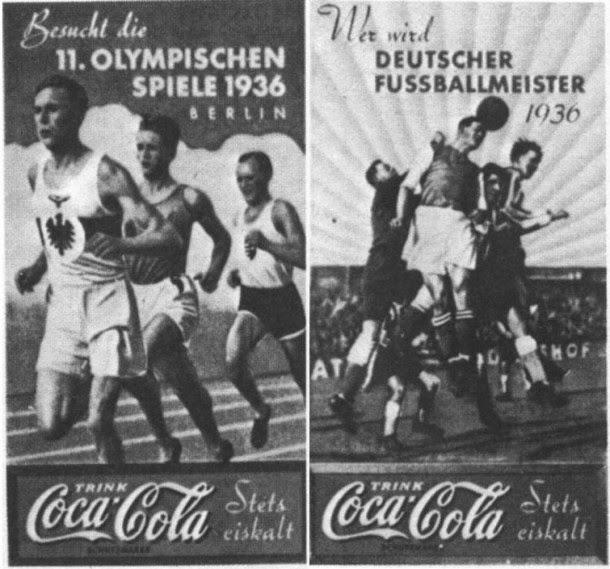 Besucht die
11. OLYMPISCHEN
SPIELE 1936
BERLIN
TRINK
Coca-Cola
Stets
eiskalt
SCHUTZMARKE
Wer wird
DEUTSCHER
FUSSBALLMEISTER
1936
HOF
TRINK
Coca-Cola
Stets
eiskalt
SCHUTZMARKE